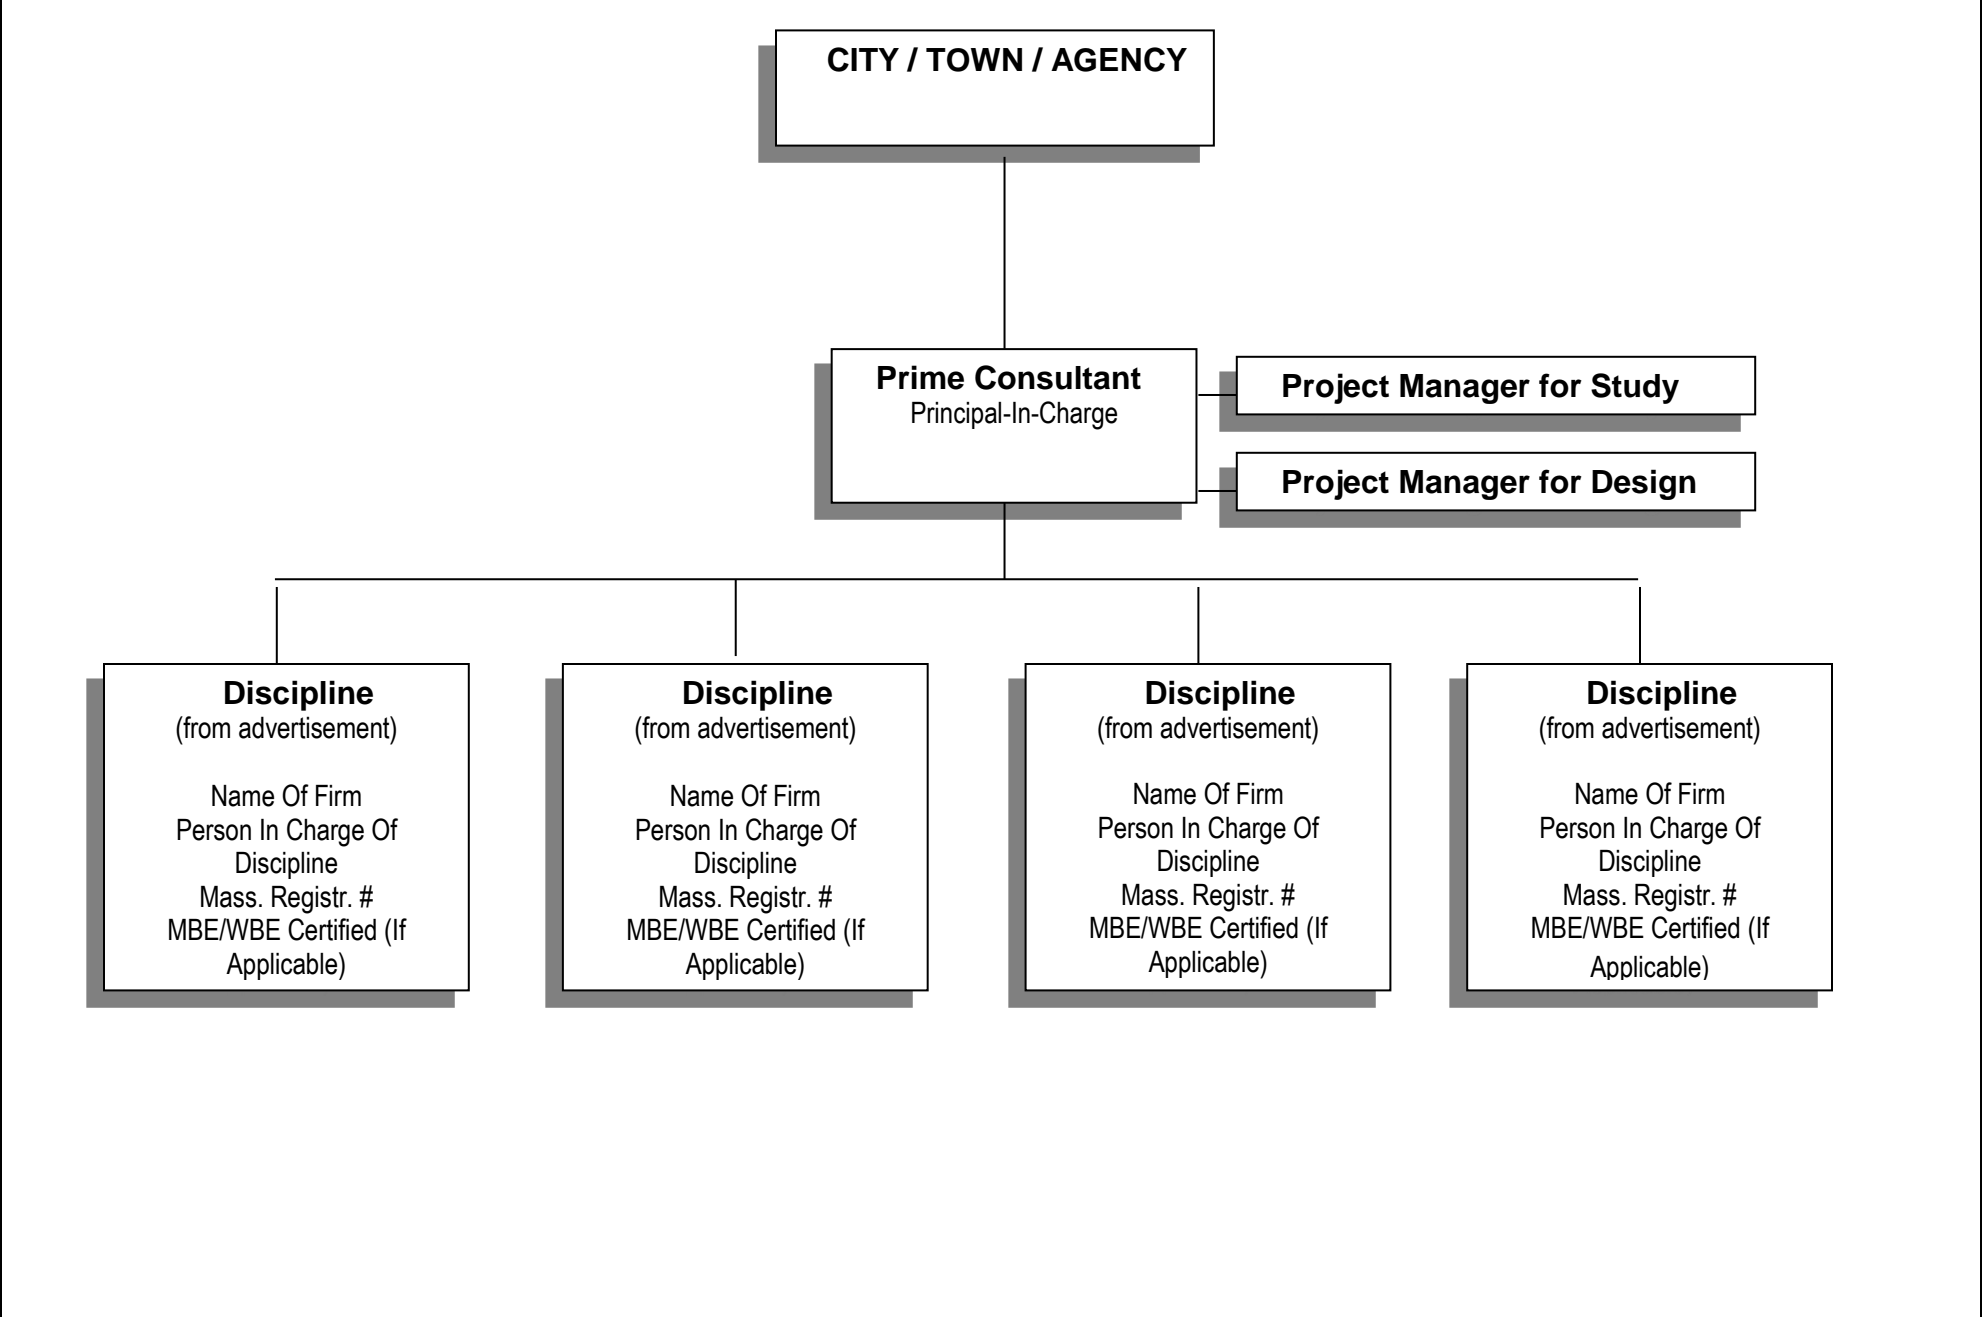 CITY / TOWN / AGENCY
Prime Consultant
Principal-In-Charge
Project Manager for Study
Project Manager for Design
Discipline
(from advertisement)
Name Of Firm
Person In Charge Of
Discipline
Mass. Registr. #
MBE/WBE Certified (If
Applicable)
Discipline
(from advertisement)
Name Of Firm
Person In Charge Of
Discipline
Mass. Registr. #
MBE/WBE Certified (If
Applicable)
Discipline
(from advertisement)
Name Of Firm
Person In Charge Of
Discipline
Mass. Registr. #
MBE/WBE Certified (If
Applicable)
Discipline
(from advertisement)
Name Of Firm
Person In Charge Of
Discipline
Mass. Registr. #
MBE/WBE Certified (If
Applicable)